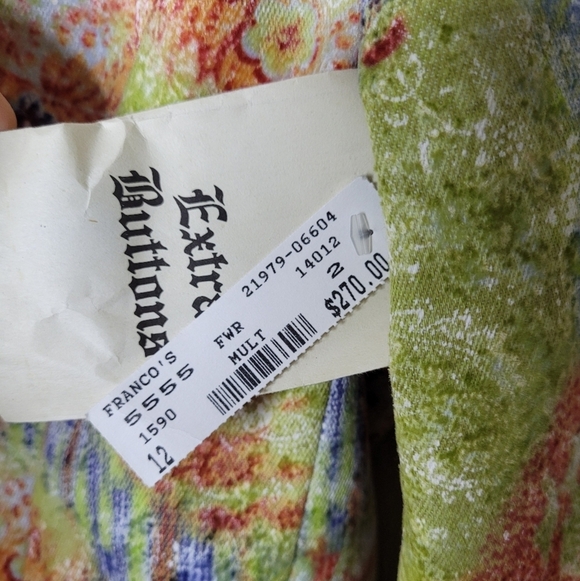 Extra
Buttons
FRANCO'S
5555
1590
12
FWR
MULT
21979-06604
14012
2
$270.00